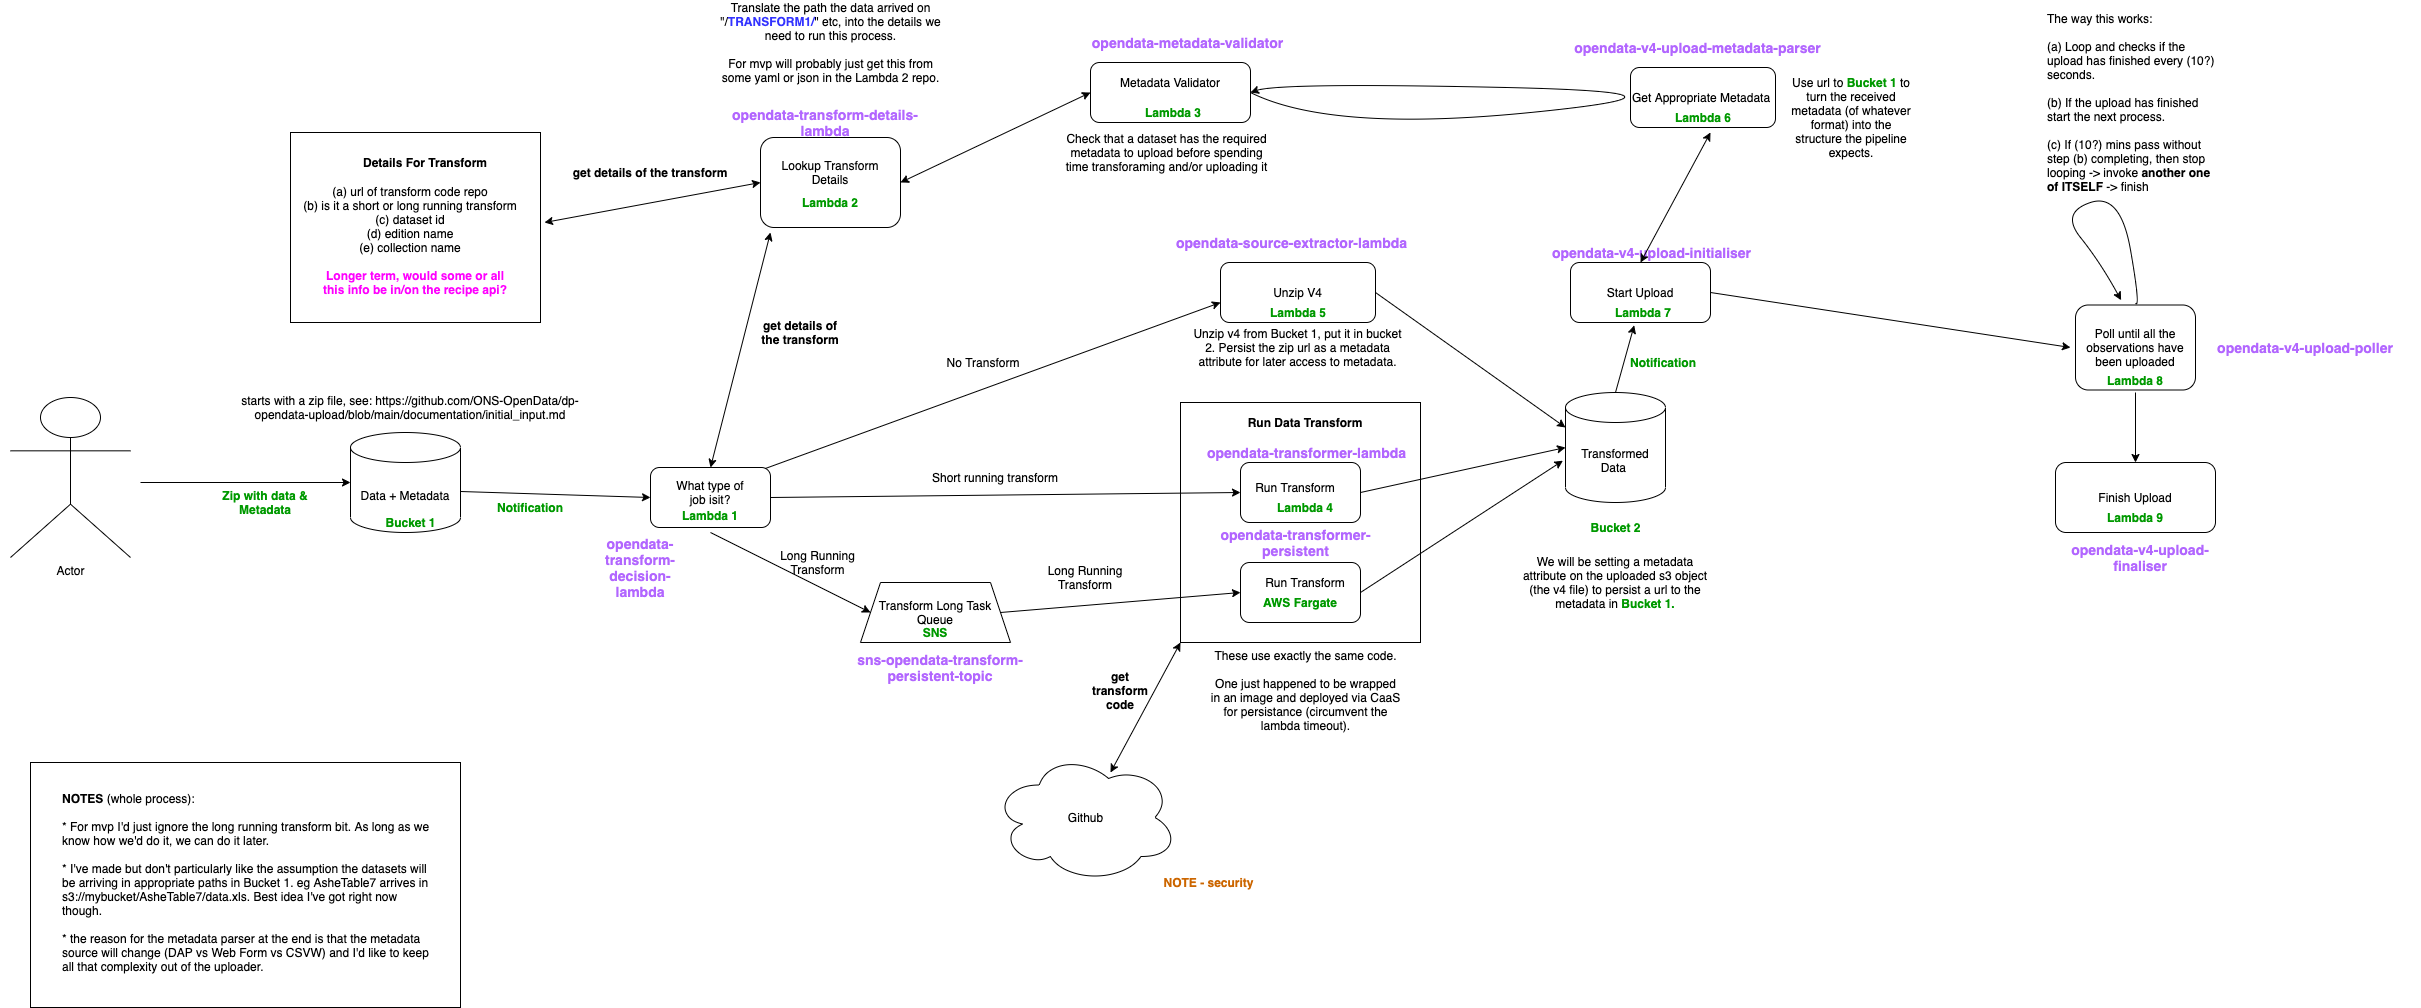 Translate the path the data arrived on
"/TRANSFORM1/" etc, into the details we
need to run this process.
For mvp will probably just get this from
some yaml or json in the Lambda 2 repo.
opendata-transform-details-
lambda
Lookup Transform
Details
Lambda 2
Details For Transform
(a) url of transform code repo
(b) is it a short or long running transform
(c) dataset id
(d) edition name
(e) collection name
Longer term, would some or all
this info be in/on the recipe api?
get details of the transform
get details of
the transform
opendata-metadata-validator
Metadata Validator
Lambda 3
Check that a dataset has the required
metadata to upload before spending
time transforaming and/or uploading it
opendata-v4-upload-metadata-parser
Get Appropriate Metadata
Lambda 6
Use url to Bucket 1 to
turn the received
metadata (of whatever
format) into the
structure the pipeline
expects.
The way this works:
(a) Loop and checks if the
upload has finished every (10?)
seconds.
(b) If the upload has finished
start the next process.
(c) If (10?) mins pass without
step (b) completing, then stop
looping -> invoke another one
of ITSELF -> finish
opendata-source-extractor-lambda
Unzip V4
Lambda 5
Unzip v4 from Bucket 1, put it in bucket
2. Persist the zip url as a metadata
attribute for later access to metadata.
opendata-v4-upload-initialiser
Start Upload
Lambda 7
Notification
Poll until all the
observations have
been uploaded
Lambda 8
opendata-v4-upload-poller
starts with a zip file, see: https://github.com/ONS-OpenData/dp-
opendata-upload/blob/main/documentation/initial_input.md
Actor
Zip with data &
Metadata
Data + Metadata
Bucket 1
Notification
What type of
job isit?
Lambda 1
opendata-
transform-
decision-
lambda
No Transform
Short running transform
Long Running
Transform
Transform Long Task
Queue
SNS
sns-opendata-transform-
persistent-topic
Long Running
Transform
Run Data Transform
opendata-transformer-lambda
Run Transform
Lambda 4
opendata-transformer-
persistent
Run Transform
AWS Fargate
These use exactly the same code.
One just happened to be wrapped
in an image and deployed via CaaS
for persistance (circumvent the
lambda timeout).
get
transform
code
Github
NOTE - security
Transformed
Data
Bucket 2
We will be setting a metadata
attribute on the uploaded s3 object
(the v4 file) to persist a url to the
metadata in Bucket 1.
Finish Upload
Lambda 9
opendata-v4-upload-
finaliser
NOTES (whole process):
* For mvp I'd just ignore the long running transform bit. As long as we
know how we'd do it, we can do it later.
* I've made but don't particularly like the assumption the datasets will
be arriving in appropriate paths in Bucket 1. eg AsheTable7 arrives in
s3://mybucket/AsheTable7/data.xls. Best idea I've got right now
though.
* the reason for the metadata parser at the end is that the metadata
source will change (DAP vs Web Form vs CSVW) and I'd like to keep
all that complexity out of the uploader.